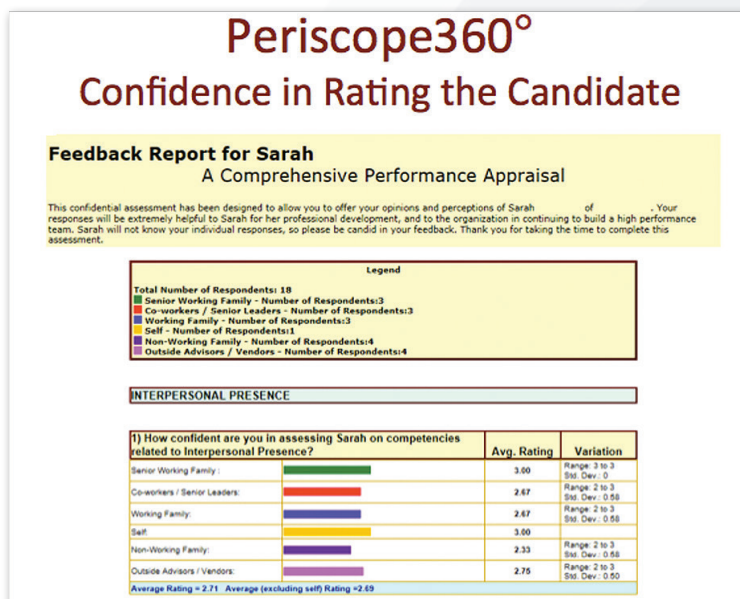 Periscope360°
Confidence in Rating the Candidate
Feedback Report for Sarah
A Comprehensive Performance Appraisal
This confidential assessment has been designed to allow you to offer your opinions and perceptions of Sarah of . Your
responses will be extremely helpful to Sarah for her professional development, and to the organization in continuing to build a high performance
team. Sarah will not know your individual responses, so please be candid in your feedback. Thank you for taking the time to complete this
assessment.
Legend
Total Number of Respondents: 18
Senior Working Family - Number of Respondents:3
Co-workers / Senior Leaders - Number of Respondents:3
Working Family - Number of Respondents:3
Self - Number of Respondents:1
Non-Working Family - Number of Respondents:4
Outside Advisors / Vendors - Number of Respondents:4
INTERPERSONAL PRESENCE
1) How confident are you in assessing Sarah on competencies
related to Interpersonal Presence? Avg. Rating Variation
Senior Working Family : 3.00 Range: 3 to 3
Std. Dev.: 0
Co-workers / Senior Leaders: 2.67 Range: 2 to 3
Std. Dev.: 0.58
Working Family: 2.67 Range: 2 to 3
Std. Dev.: 0.58
Self: 3.00
Non-Working Family: 2.33 Range: 2 to 3
Std. Dev.: 0.58
Outside Advisors / Vendors: 2.75 Range: 2 to 3
Std. Dev.: 0.50
Average Rating = 2.71 Average (excluding self) Rating =2.69